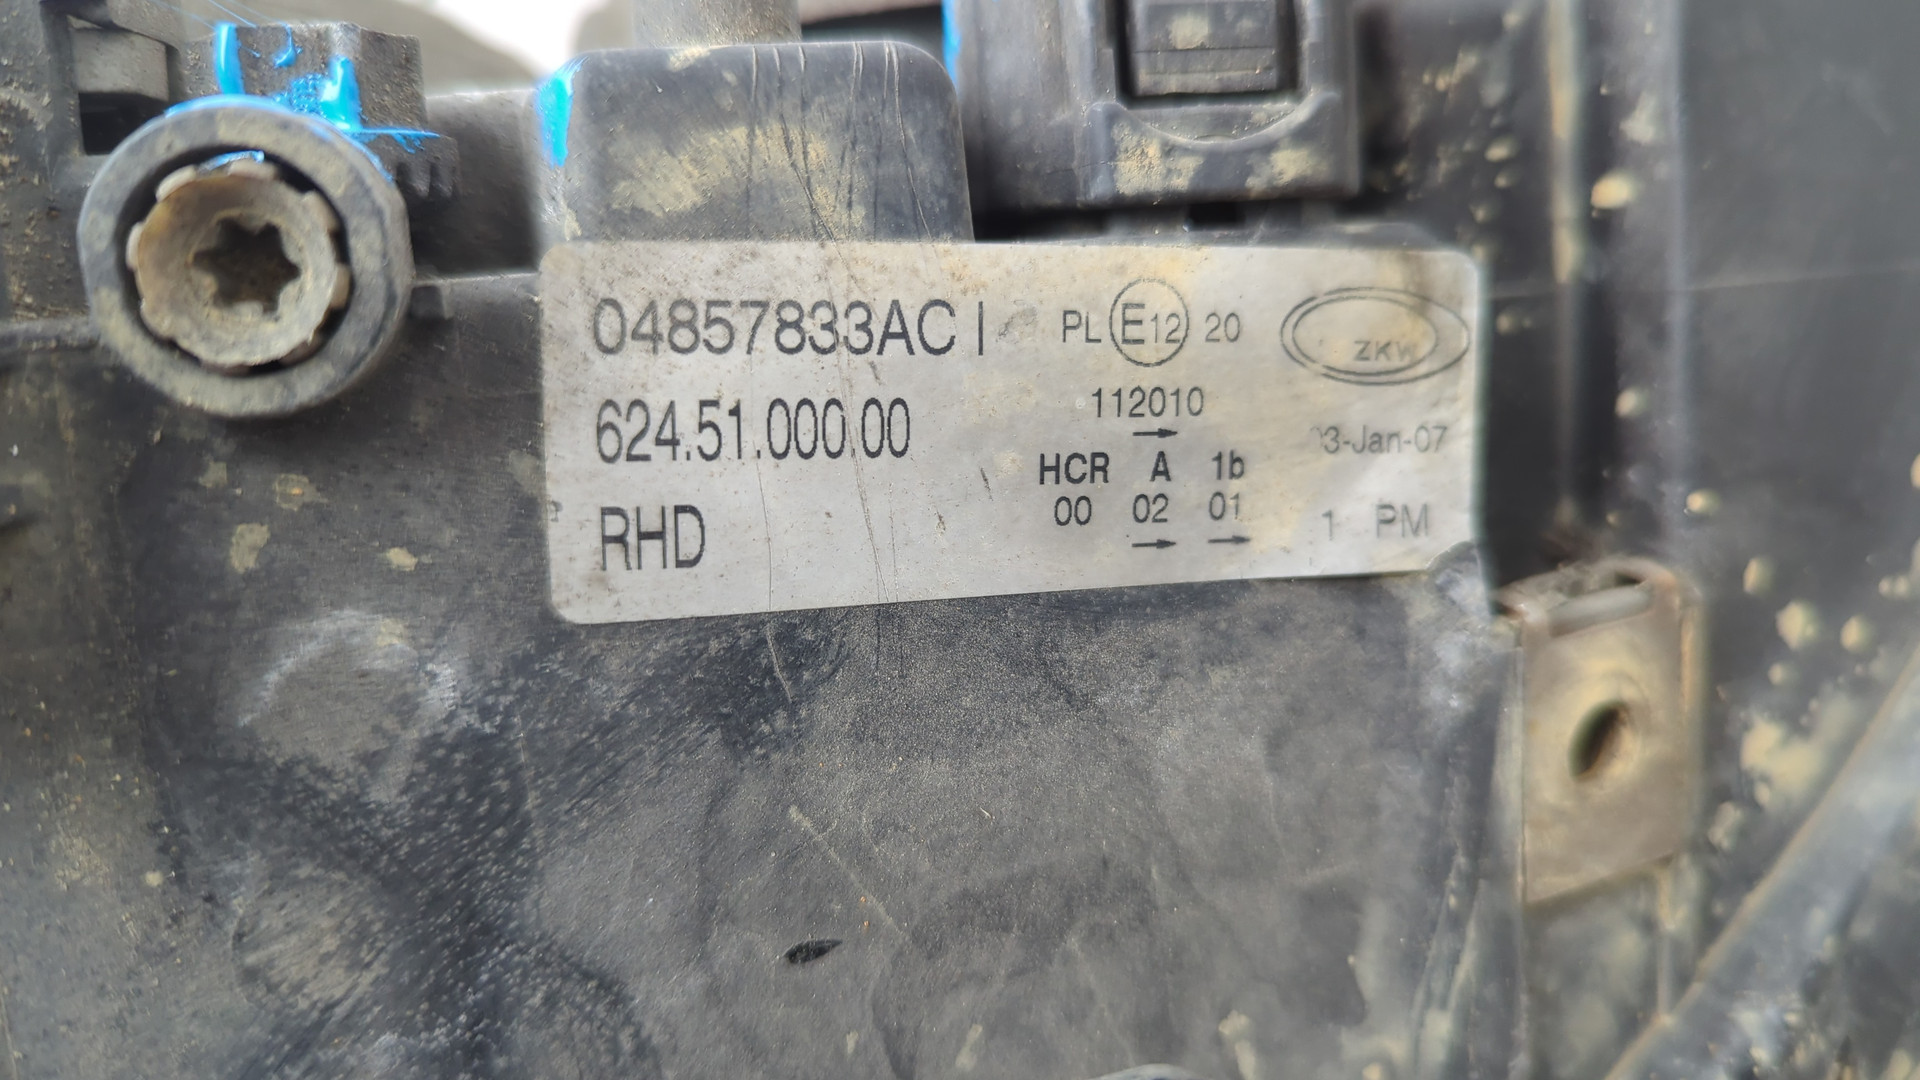 04857833AC I PL E12 20 ZKW
624.51.000.00 112010
→
3-Jan-07
HCR A 1b
RHD 00 02 01 1 PM
→ →